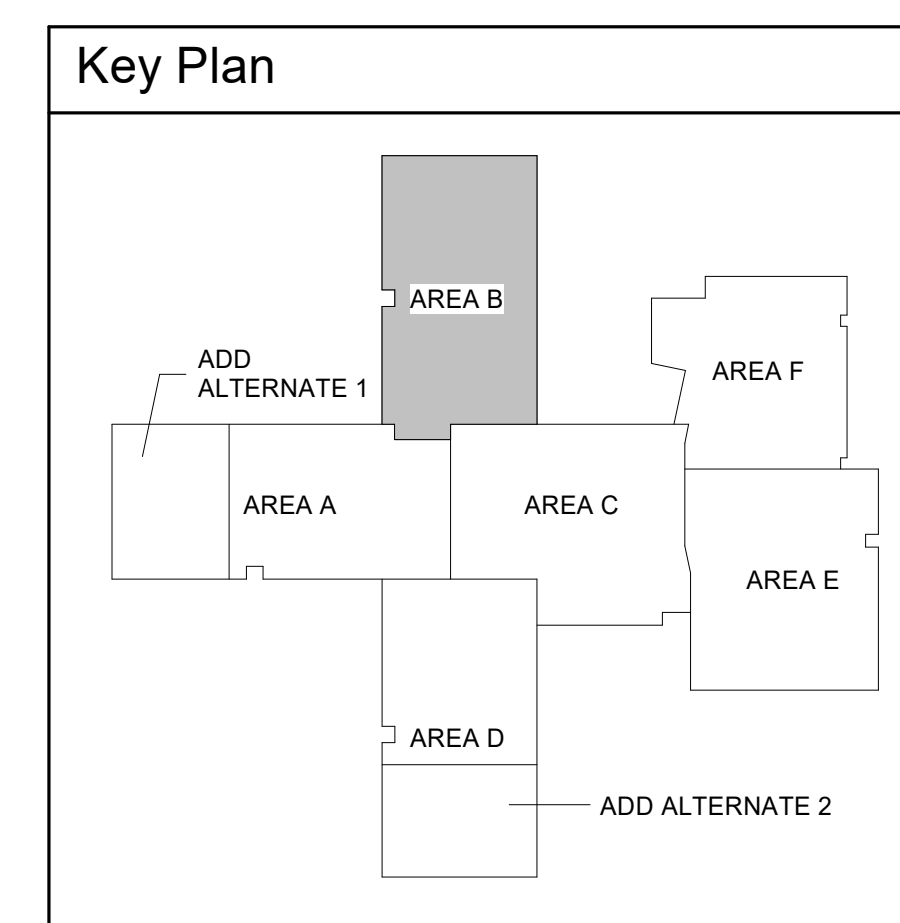 Key Plan
AREA B
ADD
ALTERNATE 1
AREA F
AREA A
AREA C
AREA E
AREA D
ADD ALTERNATE 2